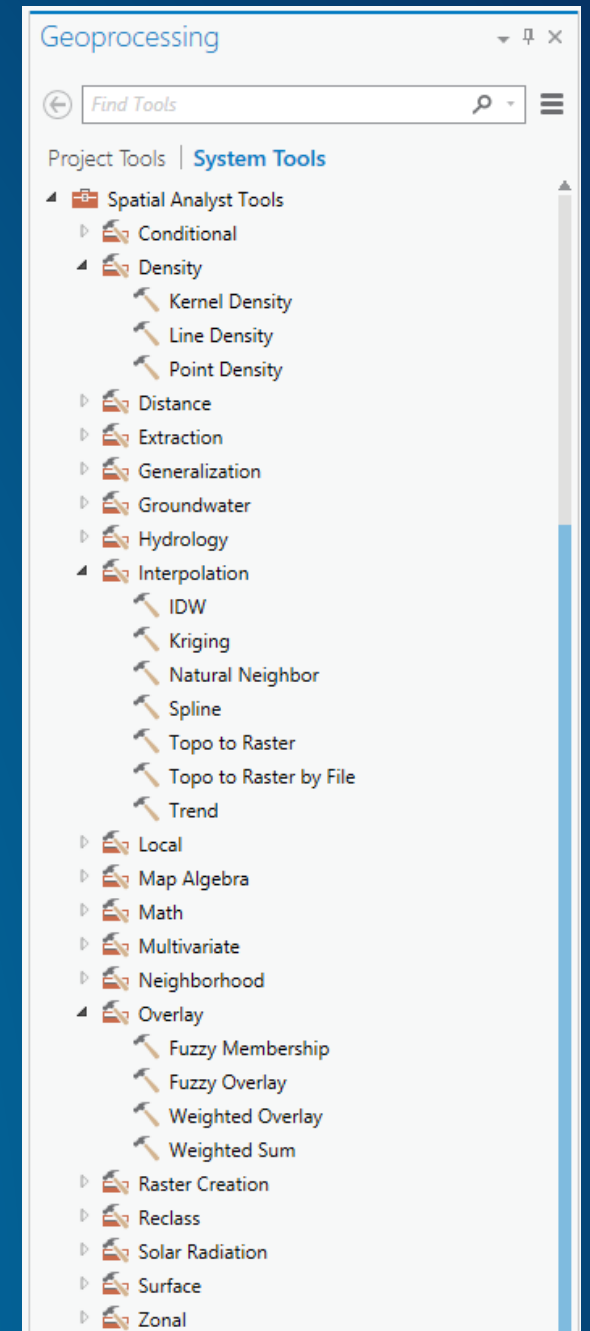 Geoprocessing
Find Tools
Project Tools | System Tools
Spatial Analyst Tools
Conditional
Density
Kernel Density
Line Density
Point Density
Distance
Extraction
Generalization
Groundwater
Hydrology
Interpolation
IDW
Kriging
Natural Neighbor
Spline
Topo to Raster
Topo to Raster by File
Trend
Local
Map Algebra
Math
Multivariate
Neighborhood
Overlay
Fuzzy Membership
Fuzzy Overlay
Weighted Overlay
Weighted Sum
Raster Creation
Reclass
Solar Radiation
Surface
Zonal